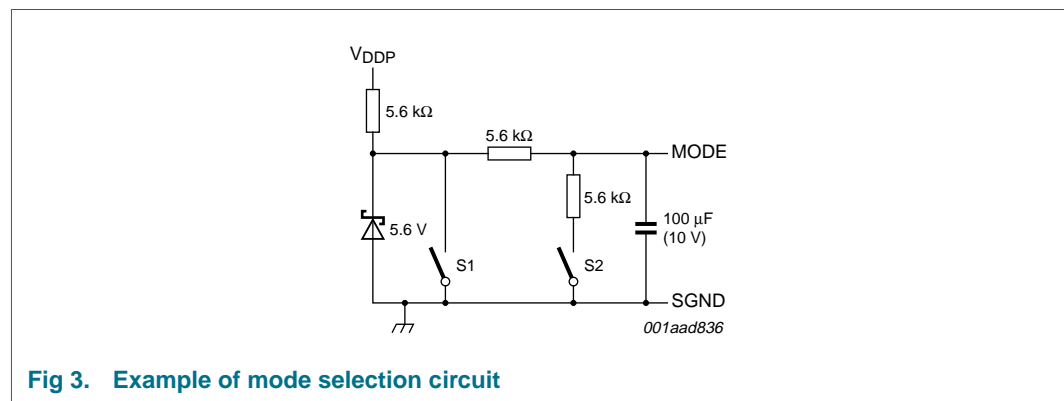 VDDP
5.6 kΩ
5.6 kΩ
MODE
5.6 kΩ
100 μF
(10 V)
5.6 V
S1
S2
SGND
001aad836
Fig 3. Example of mode selection circuit